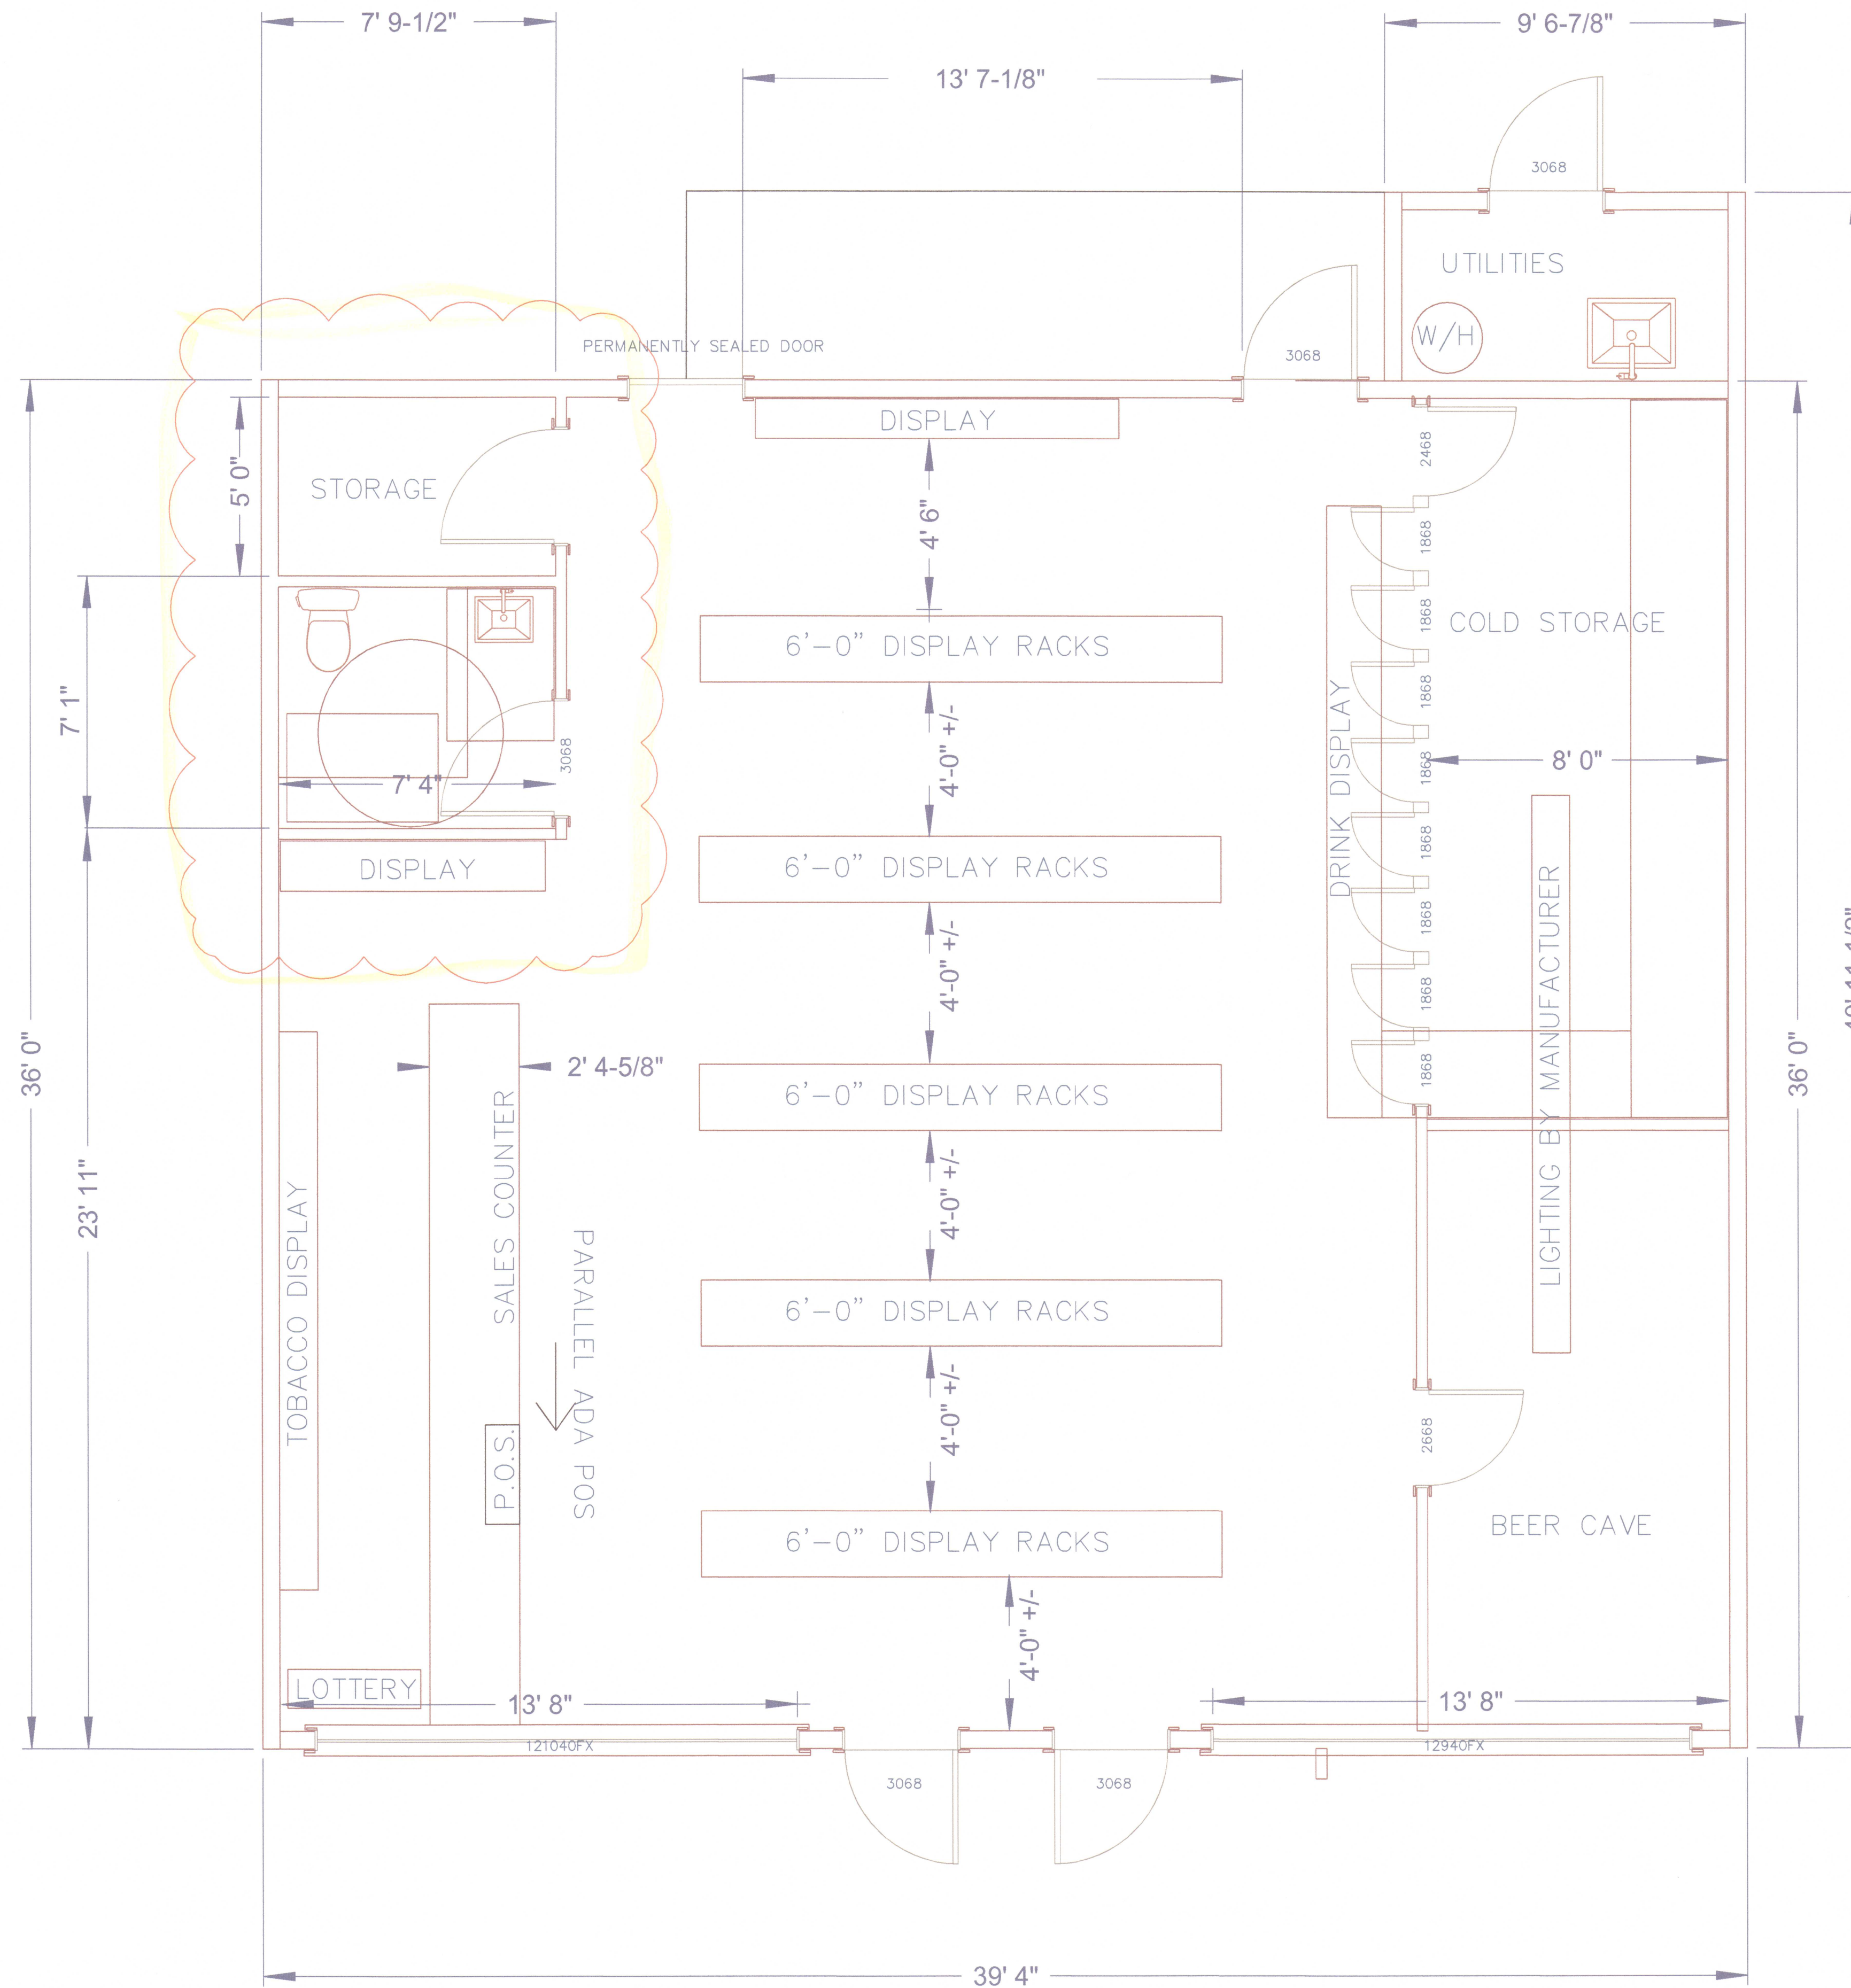 7' 9-1/2"
9' 6-7/8"
13' 7-1/8"
3068
UTILITIES
W/H
PERMANENTLY SEALED DOOR
3068
DISPLAY
STORAGE
5' 0"
4' 6"
2468
1868
COLD STORAGE
1868
6'-0" DISPLAY RACKS
7' 1"
1868
4'-0" +/-
3068
DRINK DISPLAY
1868
8' 0"
7' 4"
1868
DISPLAY
6'-0" DISPLAY RACKS
1868
4'-0" +/-
1868
LIGHTING BY MANUFACTURER
36' 0"
36' 0"
2' 4-5/8"
1868
6'-0" DISPLAY RACKS
23' 11"
TOBACCO DISPLAY
SALES COUNTER
4'-0" +/-
PARALLEL ADA POS
6'-0" DISPLAY RACKS
4'-0" +/-
2668
P.O.S.
BEER CAVE
6'-0" DISPLAY RACKS
4'-0" +/-
LOTTERY
13' 8"
13' 8"
121040FX
12940FX
3068
3068
39' 4"